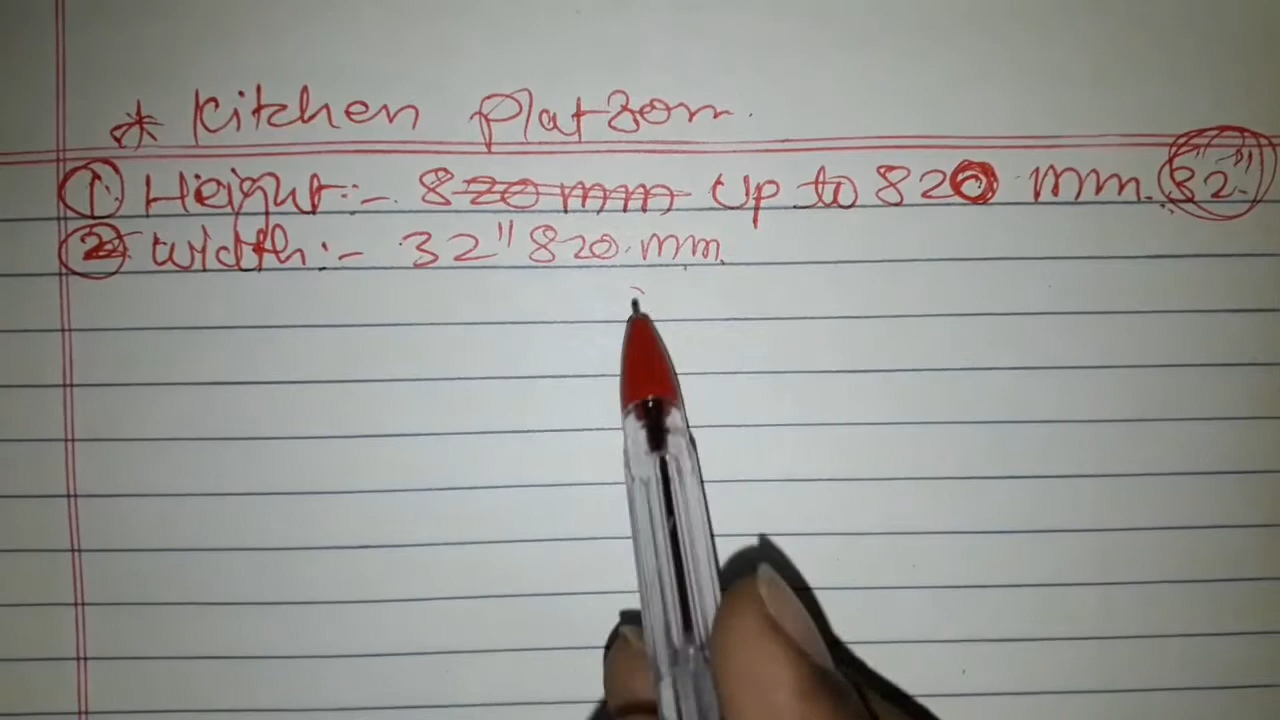 * Kitchen Platform.
① Height:- 820 mm Up to 820 mm. 32"
② Width:- 32" 820 mm.